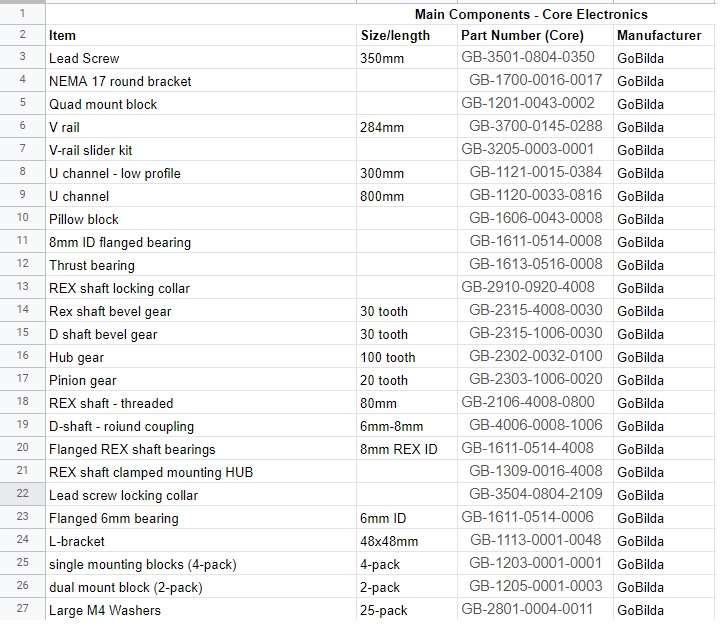 1 Main Components - Core Electronics
2 Item Size/length Part Number (Core) Manufacturer
3 Lead Screw 350mm GB-3501-0804-0350 GoBilda
4 NEMA 17 round bracket GB-1700-0016-0017 GoBilda
5 Quad mount block GB-1201-0043-0002 GoBilda
6 V rail 284mm GB-3700-0145-0288 GoBilda
7 V-rail slider kit GB-3205-0003-0001 GoBilda
8 U channel - low profile 300mm GB-1121-0015-0384 GoBilda
9 U channel 800mm GB-1120-0033-0816 GoBilda
10 Pillow block GB-1606-0043-0008 GoBilda
11 8mm ID flanged bearing GB-1611-0514-0008 GoBilda
12 Thrust bearing GB-1613-0516-0008 GoBilda
13 REX shaft locking collar GB-2910-0920-4008 GoBilda
14 Rex shaft bevel gear 30 tooth GB-2315-4008-0030 GoBilda
15 D shaft bevel gear 30 tooth GB-2315-1006-0030 GoBilda
16 Hub gear 100 tooth GB-2302-0032-0100 GoBilda
17 Pinion gear 20 tooth GB-2303-1006-0020 GoBilda
18 REX shaft - threaded 80mm GB-2106-4008-0800 GoBilda
19 D-shaft - roiund coupling 6mm-8mm GB-4006-0008-1006 GoBilda
20 Flanged REX shaft bearings 8mm REX ID GB-1611-0514-4008 GoBilda
21 REX shaft clamped mounting HUB GB-1309-0016-4008 GoBilda
22 Lead screw locking collar GB-3504-0804-2109 GoBilda
23 Flanged 6mm bearing 6mm ID GB-1611-0514-0006 GoBilda
24 L-bracket 48x48mm GB-1113-0001-0048 GoBilda
25 single mounting blocks (4-pack) 4-pack GB-1203-0001-0001 GoBilda
26 dual mount block (2-pack) 2-pack GB-1205-0001-0003 GoBilda
27 Large M4 Washers 25-pack GB-2801-0004-0011 GoBilda